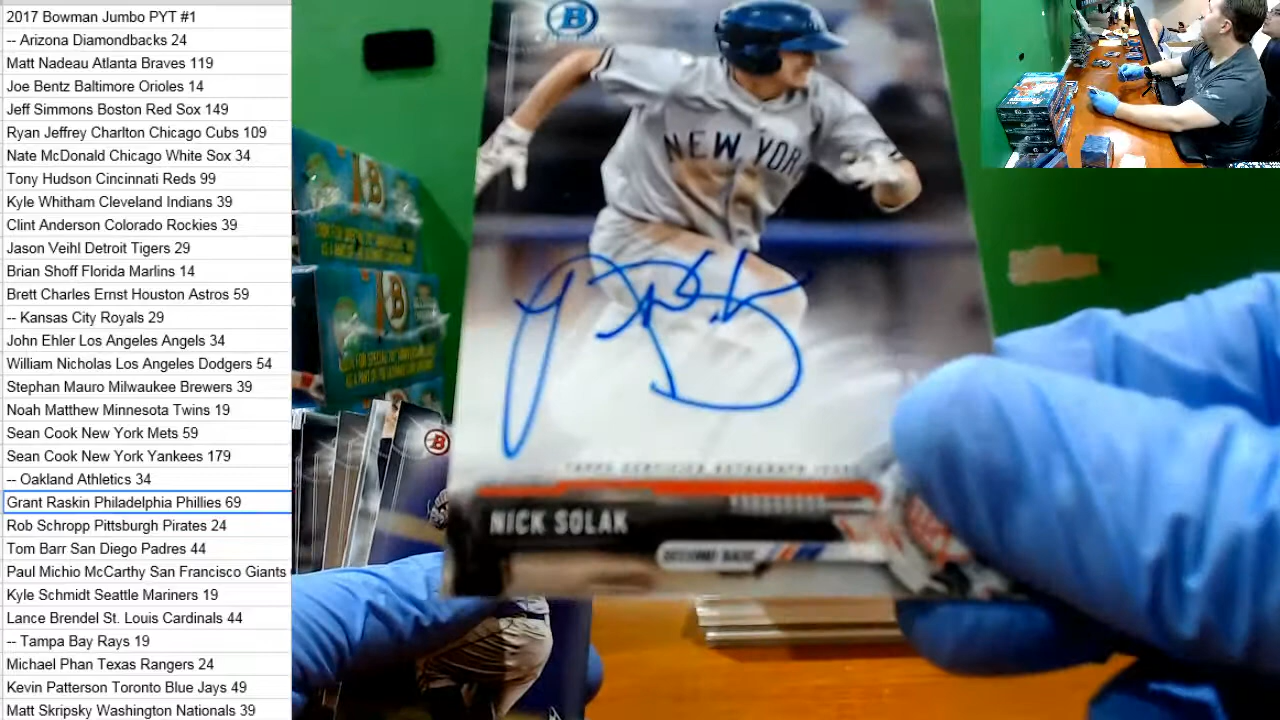 2017 Bowman Jumbo PYT #1
-- Arizona Diamondbacks 24
Matt Nadeau Atlanta Braves 119
Joe Bentz Baltimore Orioles 14
Jeff Simmons Boston Red Sox 149
Ryan Jeffrey Charlton Chicago Cubs 109
Nate McDonald Chicago White Sox 34
Tony Hudson Cincinnati Reds 99
Kyle Whitham Cleveland Indians 39
Clint Anderson Colorado Rockies 39
Jason Veihl Detroit Tigers 29
Brian Shoff Florida Marlins 14
Brett Charles Ernst Houston Astros 59
-- Kansas City Royals 29
John Ehler Los Angeles Angels 34
William Nicholas Los Angeles Dodgers 54
Stephan Mauro Milwaukee Brewers 39
Noah Matthew Minnesota Twins 19
Sean Cook New York Mets 59
Sean Cook New York Yankees 179
-- Oakland Athletics 34
Grant Raskin Philadelphia Phillies 69
Rob Schropp Pittsburgh Pirates 24
Tom Barr San Diego Padres 44
Paul Michio McCarthy San Francisco Giants
Kyle Schmidt Seattle Mariners 19
Lance Brendel St. Louis Cardinals 44
-- Tampa Bay Rays 19
Michael Phan Texas Rangers 24
Kevin Patterson Toronto Blue Jays 49
Matt Skripsky Washington Nationals 39
B
NEW YOR
TOPPS CERTIFIED AUTOGRAPH ISSUE
NICK SOLAK
SECOND BASE
B
B
B